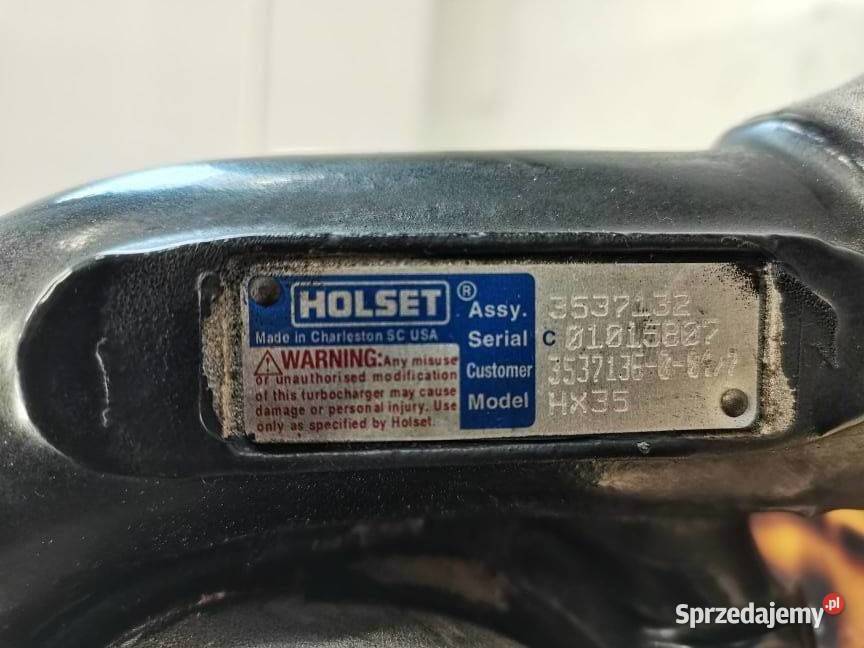 HOLSET®
Made in Charleston SC USA
WARNING: Any misuse
or unauthorised modification
of this turbocharger may cause
damage or personal injury. Use
only as specified by Holset.
Assy. 3537132
Serial C 01015807
Customer
Model HX35
Sprzedajemy.pl